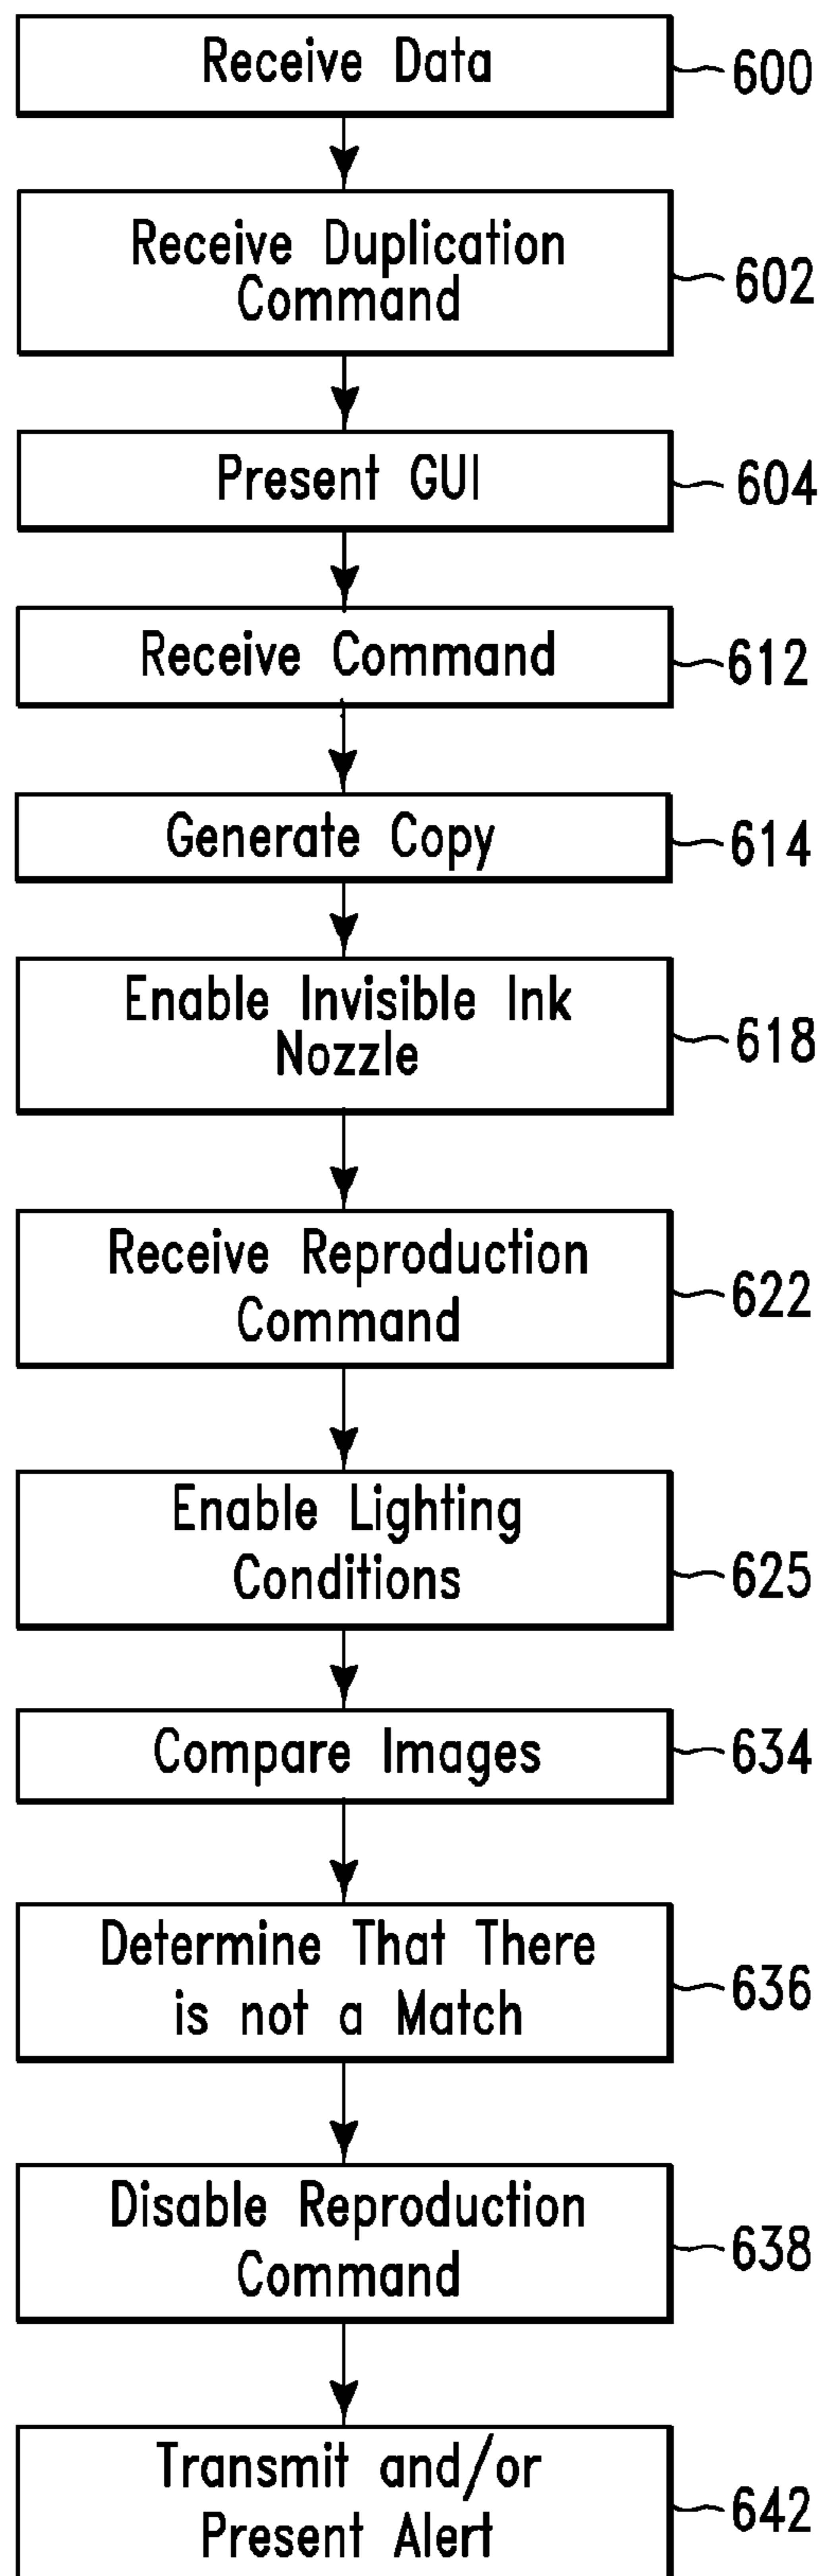 Receive Data
600
Receive Duplication
Command
602
Present GUI
604
Receive Command
612
Generate Copy
614
Enable Invisible Ink
Nozzle
618
Receive Reproduction
Command
622
Enable Lighting
Conditions
625
Compare Images
634
Determine That There
is not a Match
636
Disable Reproduction
Command
638
Transmit and/or
Present Alert
642